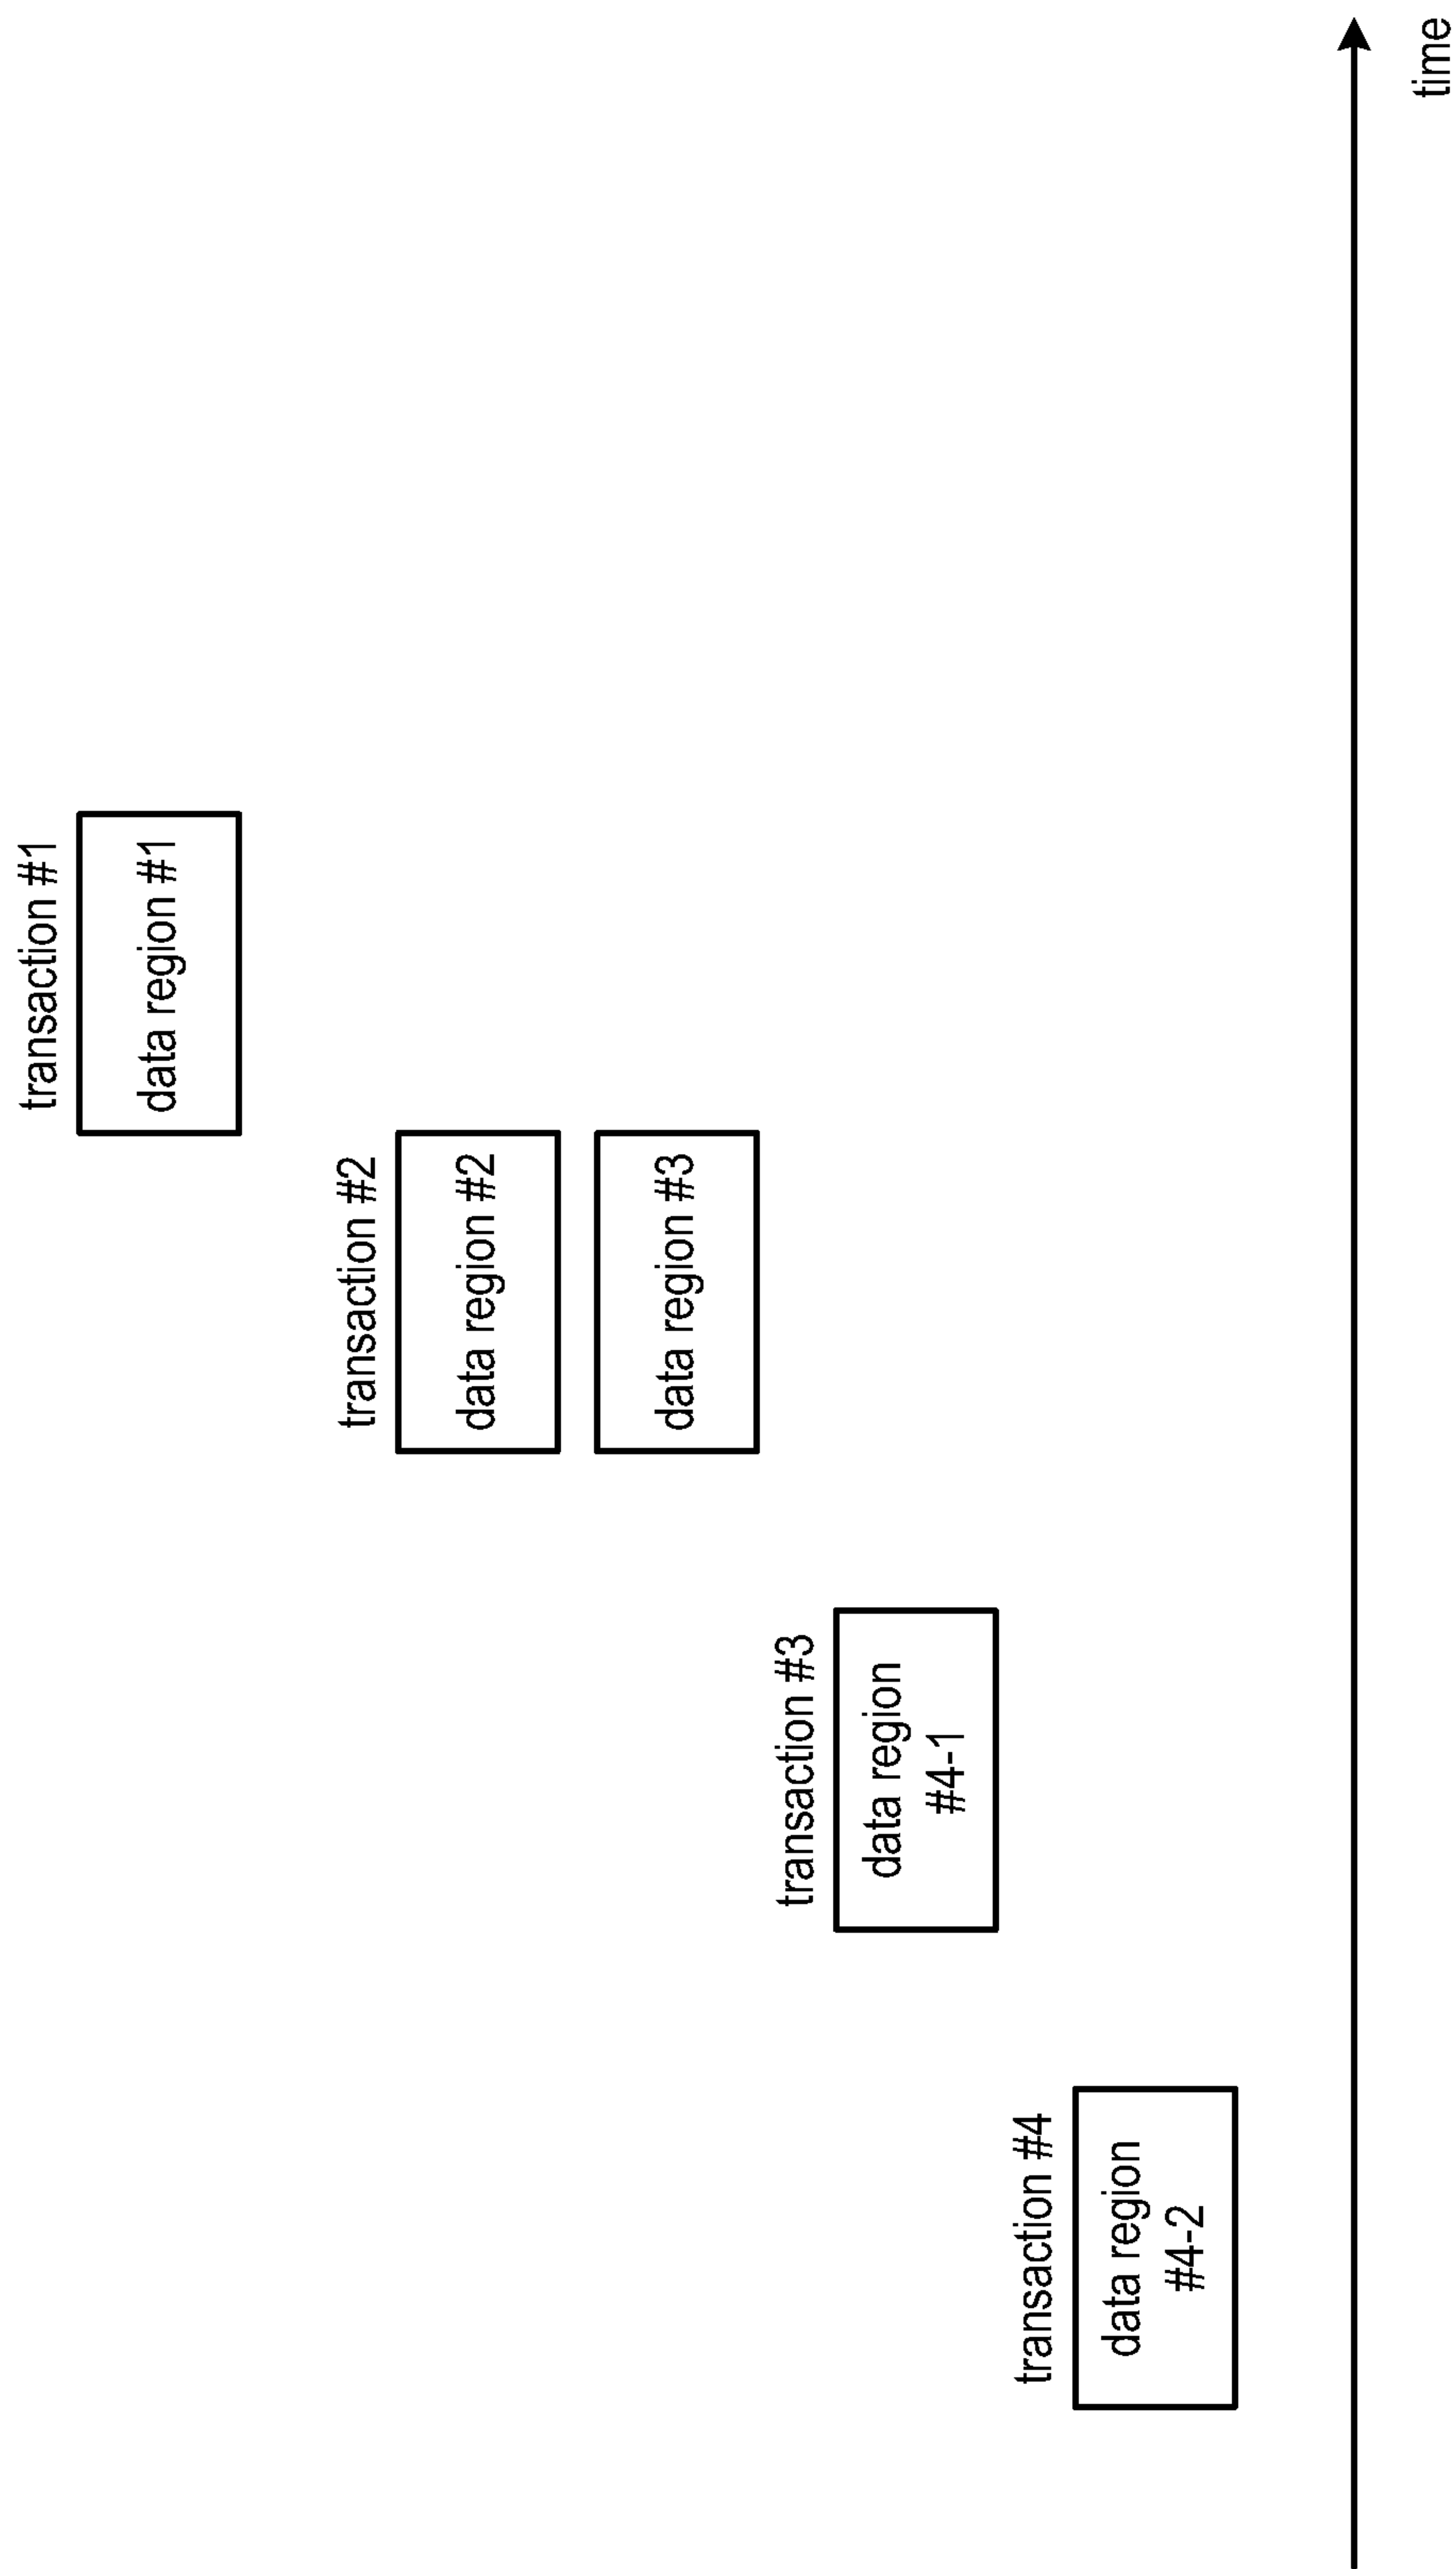 transaction #1
data region #1
transaction #2
data region #2
data region #3
transaction #3
data region
#4-1
transaction #4
data region
#4-2
time